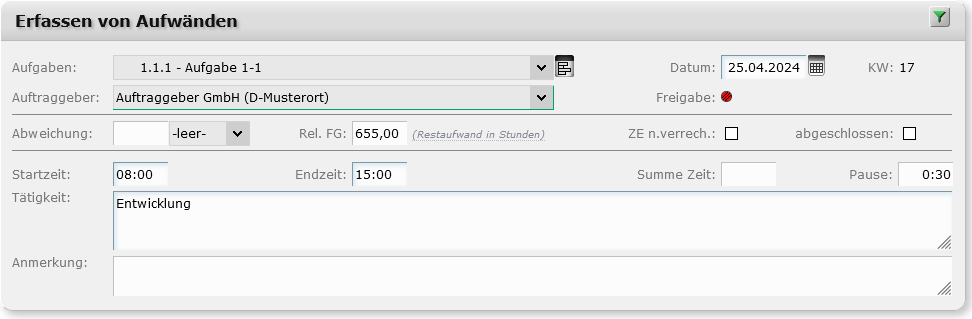 Erfassen von Aufwänden
Aufgaben: 1.1.1 - Aufgabe 1-1 Datum: 25.04.2024 KW: 17
Auftraggeber: Auftraggeber GmbH (D-Musterort) Freigabe:
Abweichung: -leer- Rel. FG: 655,00 (Restaufwand in Stunden) ZE n.verrech.: abgeschlossen:
Startzeit: 08:00 Endzeit: 15:00 Summe Zeit: Pause: 0:30
Tätigkeit: Entwicklung
Anmerkung: